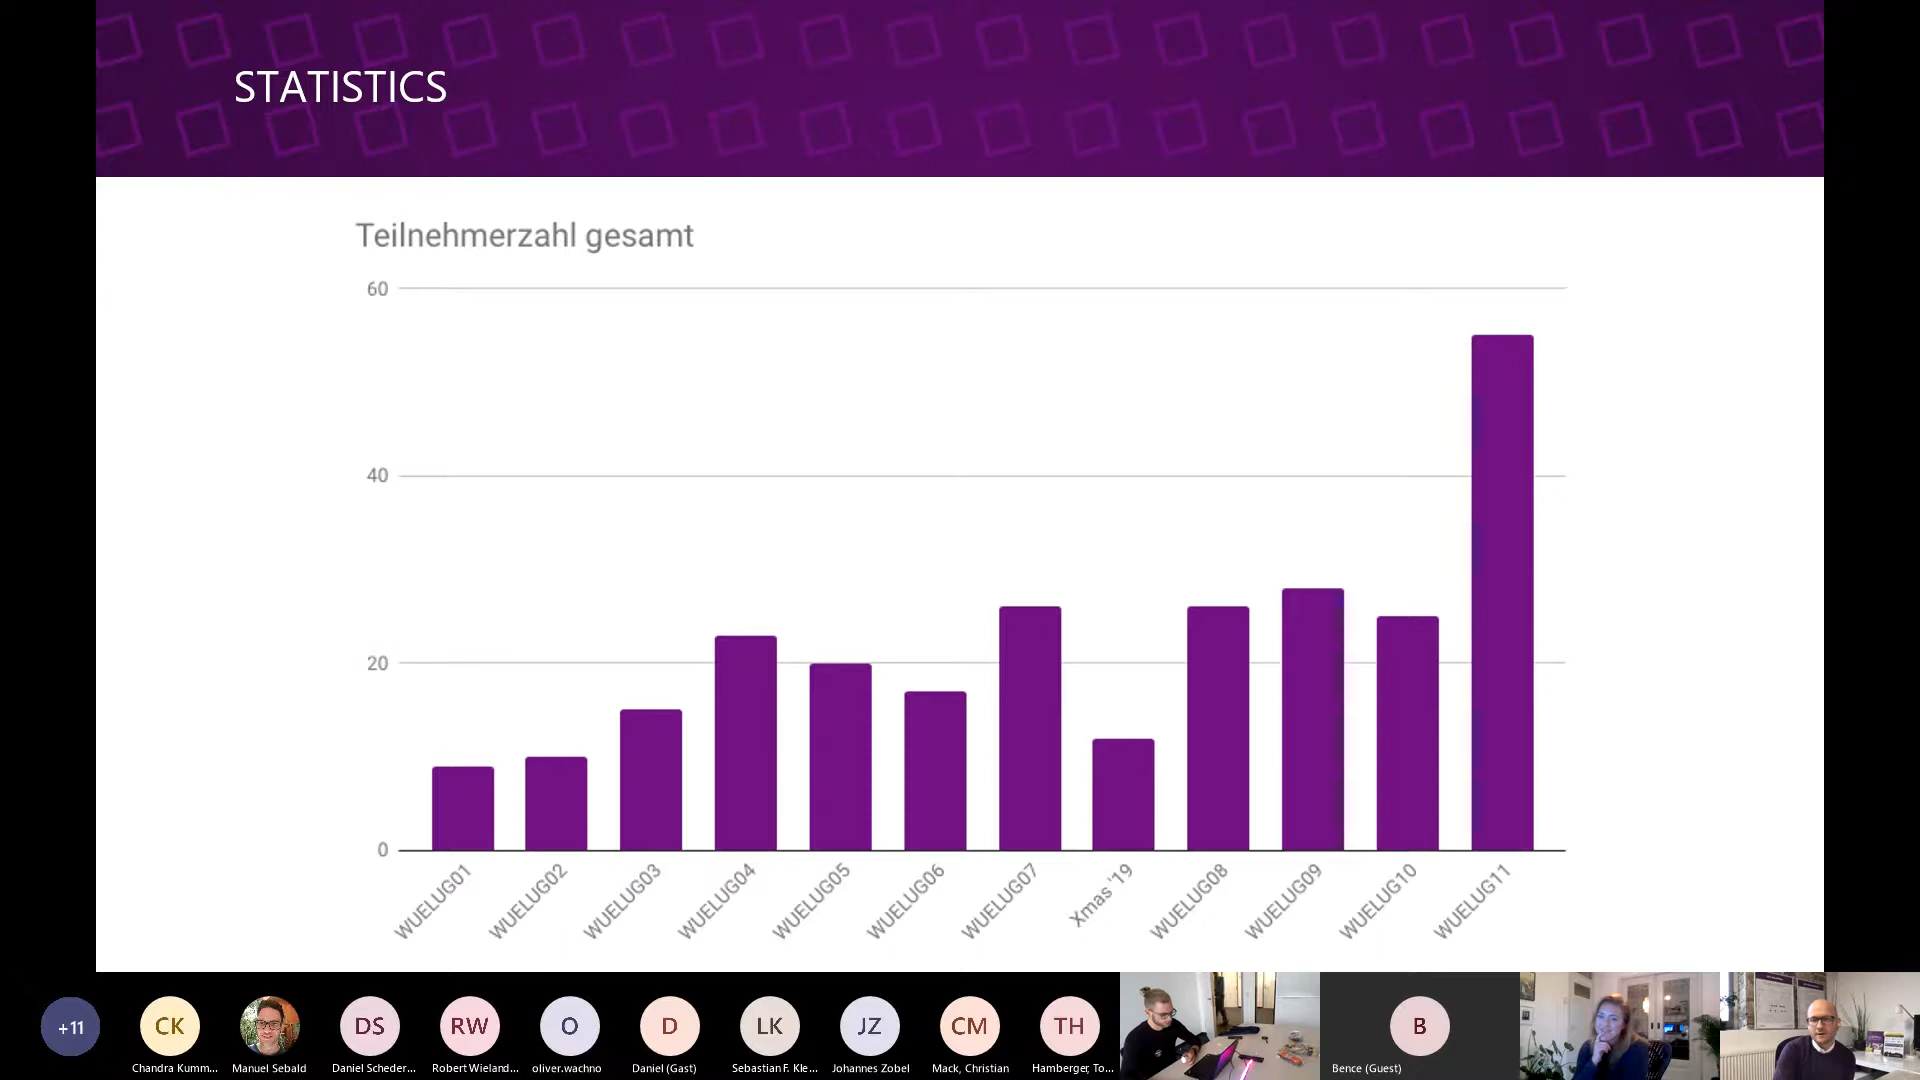 STATISTICS
Teilnehmerzahl gesamt
60
40
20
0
WUELUG01
WUELUG02
WUELUG03
WUELUG04
WUELUG05
WUELUG06
WUELUG07
Xmas '19
WUELUG08
WUELUG09
WUELUG10
WUELUG11
+11
CK
DS
RW
O
D
LK
JZ
CM
TH
B
Chandra Kumm...
Manuel Sebald
Daniel Scheder...
Robert Wieland...
oliver.wachno
Daniel (Gast)
Sebastian F. Kle...
Johannes Zobel
Mack, Christian
Hamberger, To...
Bence (Guest)